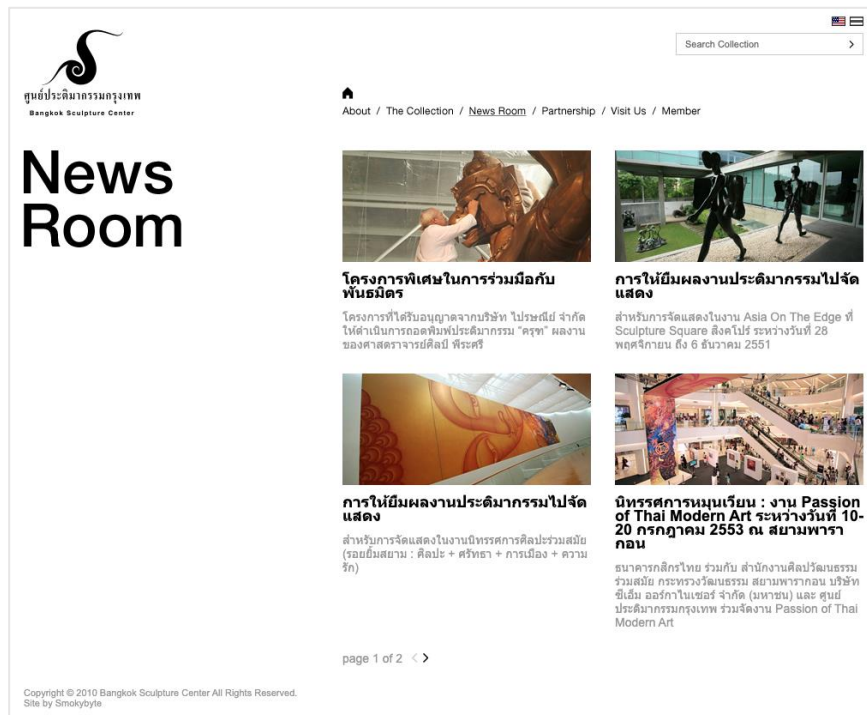 Search Collection
ศูนย์ประติมากรรมกรุงเทพ
Bangkok Sculpture Center
About / The Collection / News Room / Partnership / Visit Us / Member
News
Room
โครงการพิเศษในการร่วมมือกับ
พันธมิตร
โครงการที่ได้รับอนุญาตจากบริษัท ไปรษณีย์ จำกัด
ให้ดำเนินการถอดพิมพ์ประติมากรรม “ครุฑ” ผลงาน
ของศาสตราจารย์ศิลป์ พีระศรี
การให้ยืมผลงานประติมากรรมไปจัด
แสดง
สำหรับการจัดแสดงในงาน Asia On The Edge ที่
Sculpture Square สิงคโปร์ ระหว่างวันที่ 28
พฤศจิกายน ถึง 6 ธันวาคม 2551
การให้ยืมผลงานประติมากรรมไปจัด
แสดง
สำหรับการจัดแสดงในงานนิทรรศการศิลปะร่วมสมัย
(รอยยิ้มสยาม : ศิลปะ + ศรัทธา + การเมือง + ความ
รัก)
นิทรรศการหมุนเวียน : งาน Passion
of Thai Modern Art ระหว่างวันที่ 10-
20 กรกฎาคม 2553 ณ สยามพารา
กอน
ธนาคารกสิกรไทย ร่วมกับ สำนักงานศิลปวัฒนธรรม
ร่วมสมัย กระทรวงวัฒนธรรม สยามพารากอน บริษัท
ซีเอ็ม ออร์กาไนเซอร์ จำกัด (มหาชน) และ ศูนย์
ประติมากรรมกรุงเทพ ร่วมจัดงาน Passion of Thai
Modern Art
page 1 of 2
Copyright © 2010 Bangkok Sculpture Center All Rights Reserved.
Site by Smokybyte